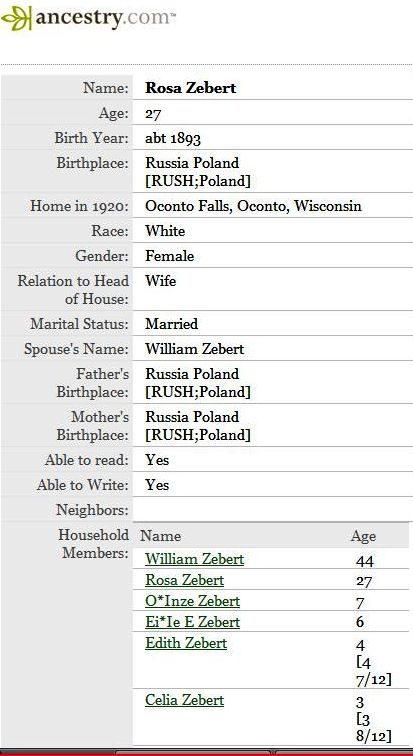 ancestry.com™
Name: Rosa Zebert
Age: 27
Birth Year: abt 1893
Birthplace: Russia Poland
[RUSH;Poland]
Home in 1920: Oconto Falls, Oconto, Wisconsin
Race: White
Gender: Female
Relation to Head Wife
of House:
Marital Status: Married
Spouse's Name: William Zebert
Father's Russia Poland
Birthplace: [RUSH;Poland]
Mother's Russia Poland
Birthplace: [RUSH;Poland]
Able to read: Yes
Able to Write: Yes
Neighbors:
Household Name Age
Members:
William Zebert 44
Rosa Zebert 27
O*Inze Zebert 7
Ei*Ie E Zebert 6
Edith Zebert 4
[4
7/12]
Celia Zebert 3
[3
8/12]